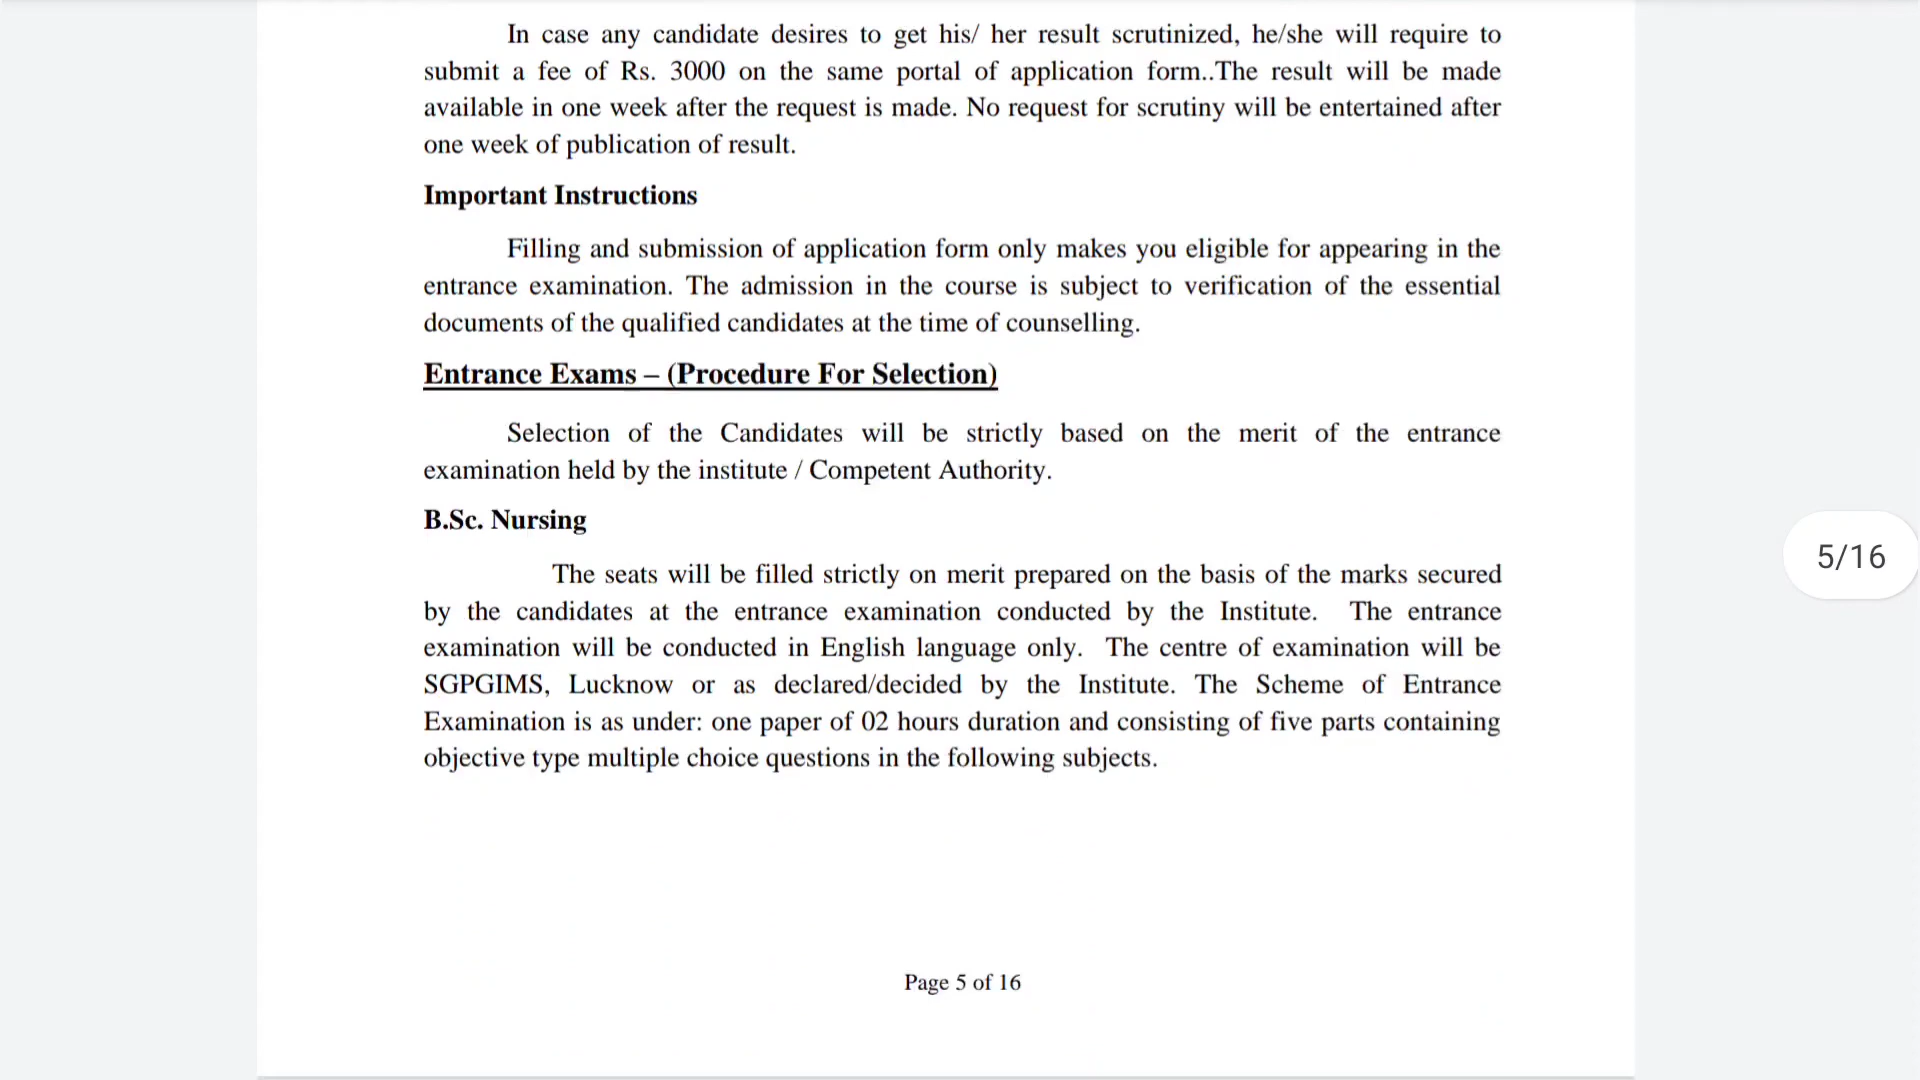 In case any candidate desires to get his/ her result scrutinized, he/she will require to
submit a fee of Rs. 3000 on the same portal of application form..The result will be made
available in one week after the request is made. No request for scrutiny will be entertained after
one week of publication of result.
Important Instructions
Filling and submission of application form only makes you eligible for appearing in the
entrance examination. The admission in the course is subject to verification of the essential
documents of the qualified candidates at the time of counselling.
Entrance Exams – (Procedure For Selection)
Selection of the Candidates will be strictly based on the merit of the entrance
examination held by the institute / Competent Authority.
B.Sc. Nursing
The seats will be filled strictly on merit prepared on the basis of the marks secured
by the candidates at the entrance examination conducted by the Institute. The entrance
examination will be conducted in English language only. The centre of examination will be
SGPGIMS, Lucknow or as declared/decided by the Institute. The Scheme of Entrance
Examination is as under: one paper of 02 hours duration and consisting of five parts containing
objective type multiple choice questions in the following subjects.
5/16
Page 5 of 16